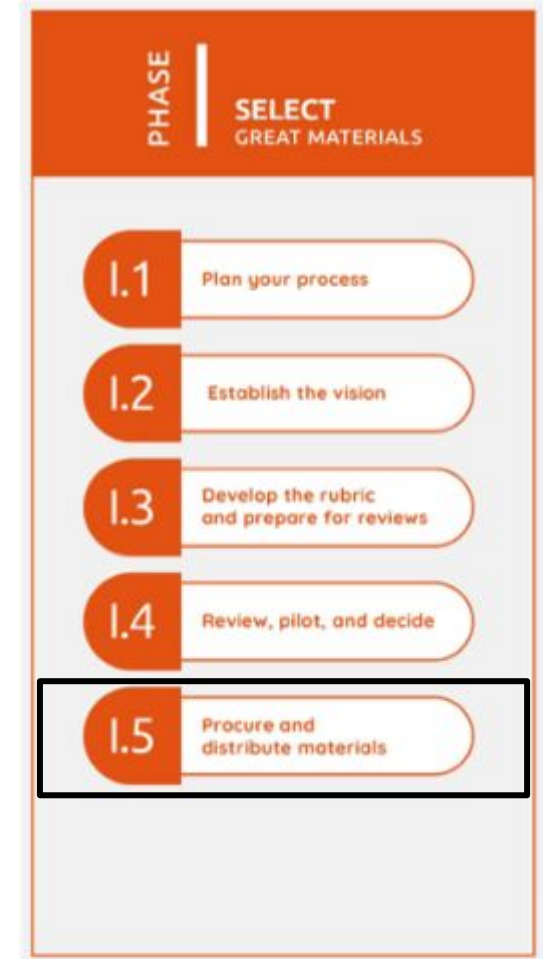 PHASE I
SELECT
GREAT MATERIALS
I.1 Plan your process
I.2 Establish the vision
I.3 Develop the rubric
and prepare for reviews
I.4 Review, pilot, and decide
I.5 Procure and
distribute materials